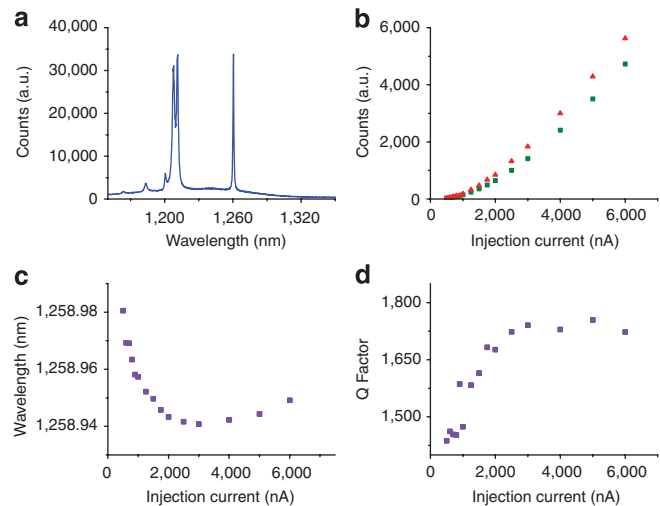 a
40,000
30,000
20,000
10,000
0
Counts (a.u.)
1,200
1,260
1,320
Wavelength (nm)
b
6,000
4,000
2,000
0
Counts (a.u.)
0
2,000
4,000
6,000
Injection current (nA)
c
1,258.98
1,258.96
1,258.94
Wavelength (nm)
0
2,000
4,000
6,000
Injection current (nA)
d
1,800
1,650
1,500
Q Factor
0
2,000
4,000
6,000
Injection current (nA)